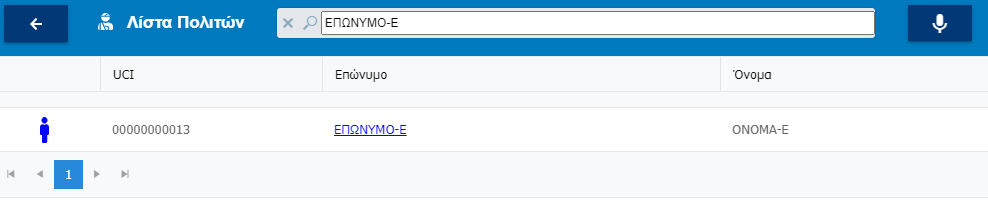 Λίστα Πολιτών
ΕΠΩΝΥΜΟ-Ε
UCI Επώνυμο Όνομα
00000000013 ΕΠΩΝΥΜΟ-Ε ΟΝΟΜΑ-Ε
1